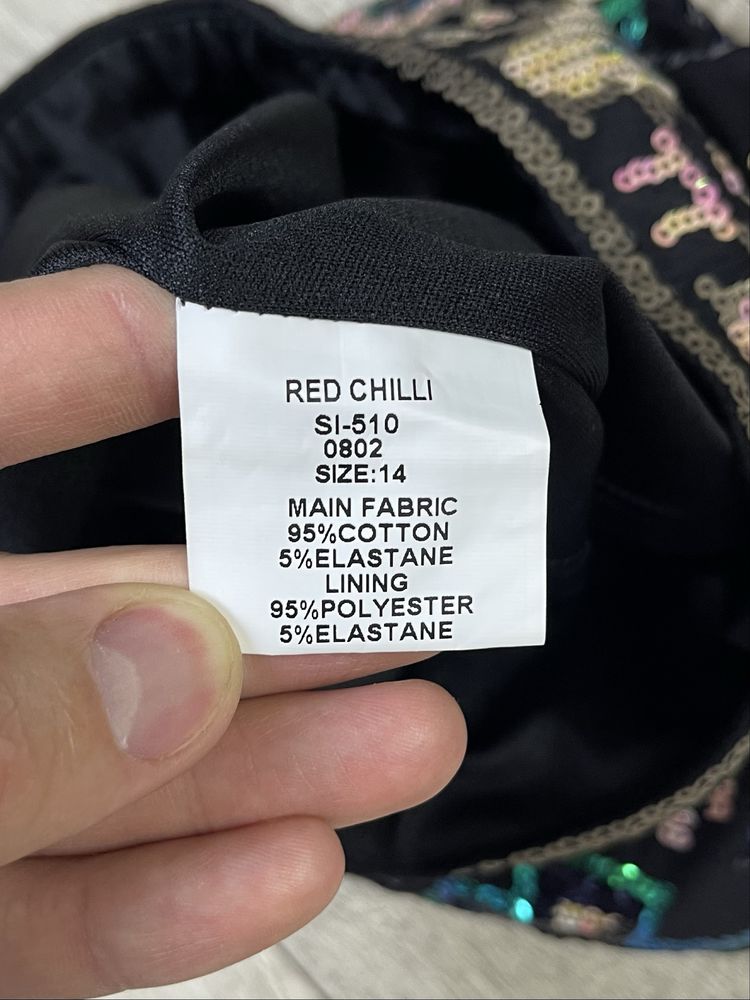 RED CHILLI
SI-510
0802
SIZE:14
MAIN FABRIC
95%COTTON
5%ELASTANE
LINING
95%POLYESTER
5%ELASTANE